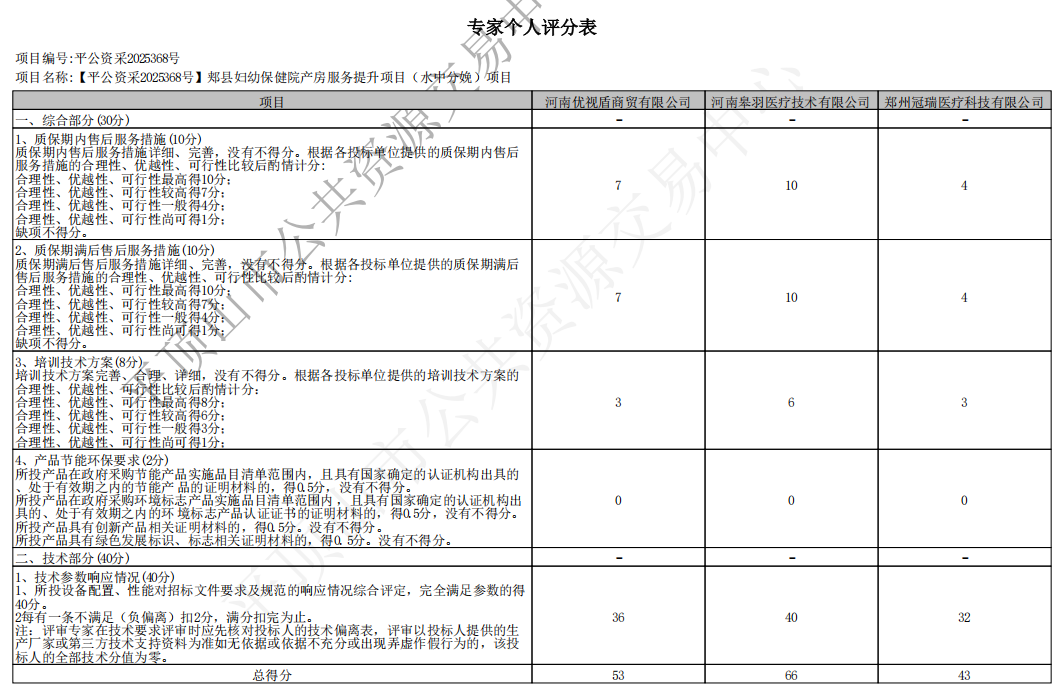 专家个人评分表
项目编号:平公资采2025368号
项目名称:【平公资采2025368号】郏县妇幼保健院产房服务提升项目（水中分娩）项目
项目 河南优视盾商贸有限公司 河南皋羽医疗技术有限公司 郑州冠瑞医疗科技有限公司
一、综合部分(30分) - - -
1、质保期内售后服务措施(10分)
质保期内售后服务措施详细、完善，没有不得分。根据各投标单位提供的质保期内售后
服务措施的合理性、优越性、可行性比较后酌情计分:
合理性、优越性、可行性最高得10分;
合理性、优越性、可行性较高得7分;
合理性、优越性、可行性一般得4分;
合理性、优越性、可行性尚可得1分;
缺项不得分。
7 10 4
2、质保期满后售后服务措施(10分)
质保期满后售后服务措施详细、完善，没有不得分。根据各投标单位提供的质保期满后
售后服务措施的合理性、优越性、可行性比较后酌情计分:
合理性、优越性、可行性最高得10分;
合理性、优越性、可行性较高得7分;
合理性、优越性、可行性一般得4分;
合理性、优越性、可行性尚可得1分;
缺项不得分。
7 10 4
3、培训技术方案(8分)
培训技术方案完善、合理、详细，没有不得分。根据各投标单位提供的培训技术方案的
合理性、优越性、可行性比较后酌情计分:
合理性、优越性、可行性最高得8分;
合理性、优越性、可行性较高得6分;
合理性、优越性、可行性一般得3分;
合理性、优越性、可行性尚可得1分;
3 6 3
4、产品节能环保要求(2分)
所投产品在政府采购节能产品实施品目清单范围内，且具有国家确定的认证机构出具的
、处于有效期之内的节能产 品的证明材料的，得0.5分，没有不得分。
所投产品在政府采购环境标志产品实施品目清单范围内 ，且具有国家确定的认证机构出
具的、处于有效期之内的环 境标志产品认证证书的证明材料的，得0.5分，没有不得分。
所投产品具有创新产品相关证明材料的，得0.5分。没有不得分。
所投产品具有绿色发展标识、标志相关证明材料的，得0.5分。没有不得分。
0 0 0
二、技术部分(40分) - - -
1、技术参数响应情况(40分)
1、所投设备配置、性能对招标文件要求及规范的响应情况综合评定，完全满足参数的得
40分。
2每有一条不满足（负偏离）扣2分，满分扣完为止。
注：评审专家在技术要求评审时应先核对投标人的技术偏离表，评审以投标人提供的生
产厂家或第三方技术支持资料为准如无依据或依据不充分或出现弄虚作假行为的，该投
标人的全部技术分值为零。
36 40 32
总得分 53 66 43
平顶山市公共资源交易中心
平顶山市公共资源交易中心